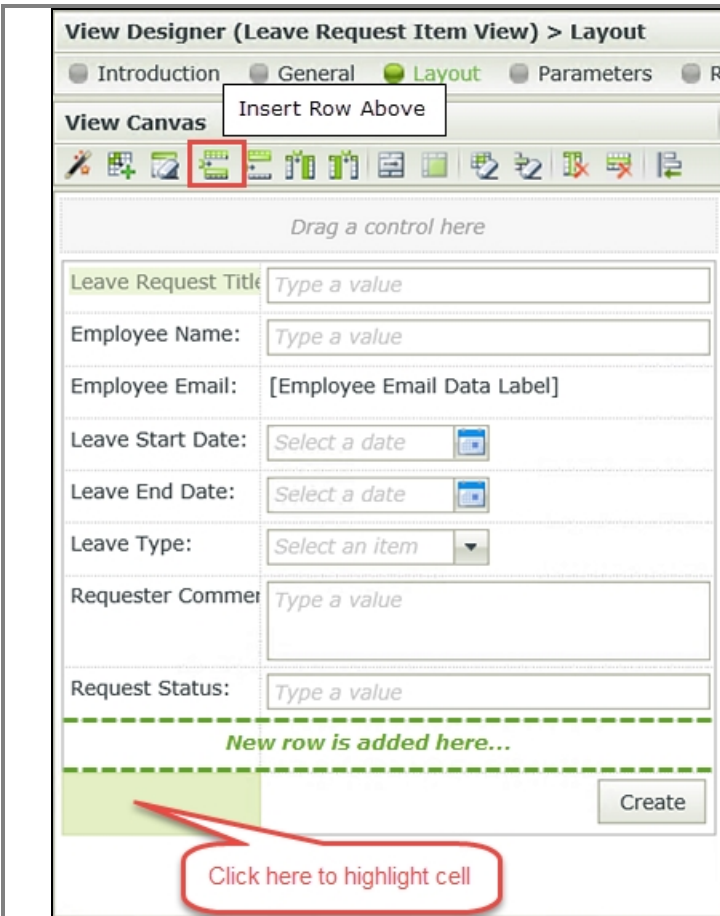 View Designer (Leave Request Item View) > Layout
Introduction General Layout Parameters R
Insert Row Above
View Canvas
Drag a control here
Leave Request Title Type a value
Employee Name: Type a value
Employee Email: [Employee Email Data Label]
Leave Start Date: Select a date
Leave End Date: Select a date
Leave Type: Select an item
Requester Commen Type a value
Request Status: Type a value
New row is added here...
Create
Click here to highlight cell